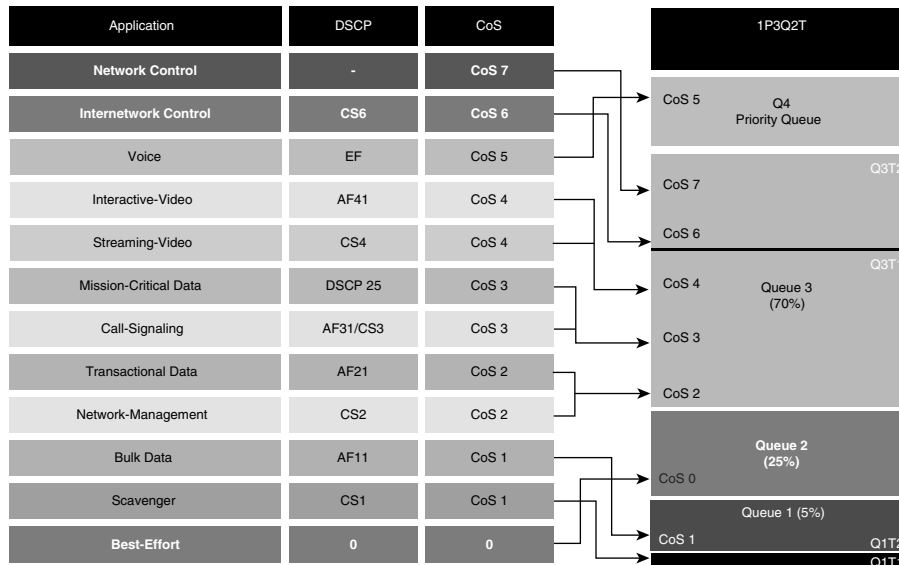 Application DSCP CoS 1P3Q2T
Network Control - CoS 7
Internetwork Control CS6 CoS 6
Voice EF CoS 5
Interactive-Video AF41 CoS 4
Streaming-Video CS4 CoS 4
Mission-Critical Data DSCP 25 CoS 3
Call-Signaling AF31/CS3 CoS 3
Transactional Data AF21 CoS 2
Network-Management CS2 CoS 2
Bulk Data AF11 CoS 1
Scavenger CS1 CoS 1
Best-Effort 0 0
CoS 5
Q4
Priority Queue
Q3T2
CoS 7
CoS 6
Q3T1
CoS 4
Queue 3
(70%)
CoS 3
CoS 2
Queue 2
(25%)
CoS 0
Queue 1 (5%)
CoS 1
Q1T2